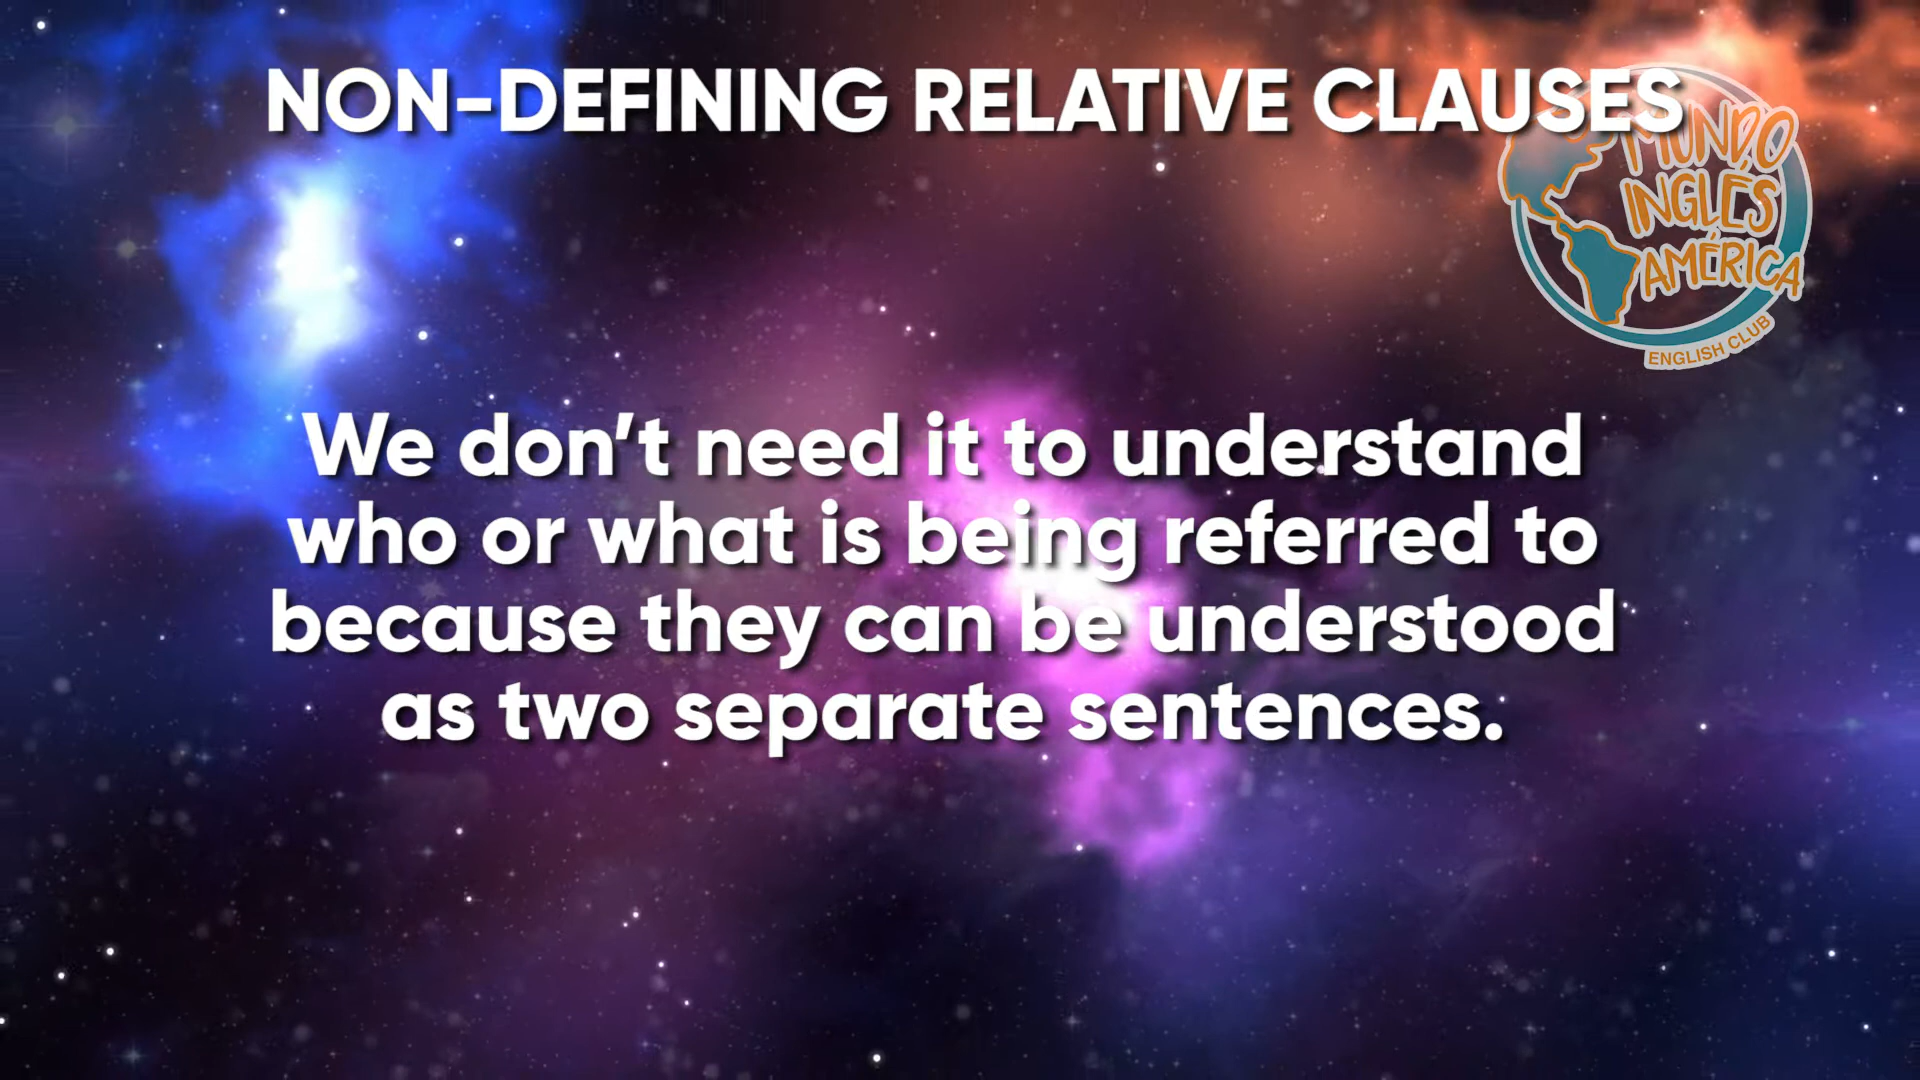 NON-DEFINING RELATIVE CLAUSES
MUNDO
INGLÉS
AMÉRICA
ENGLISH CLUB
We don’t need it to understand
who or what is being referred to
because they can be understood
as two separate sentences.